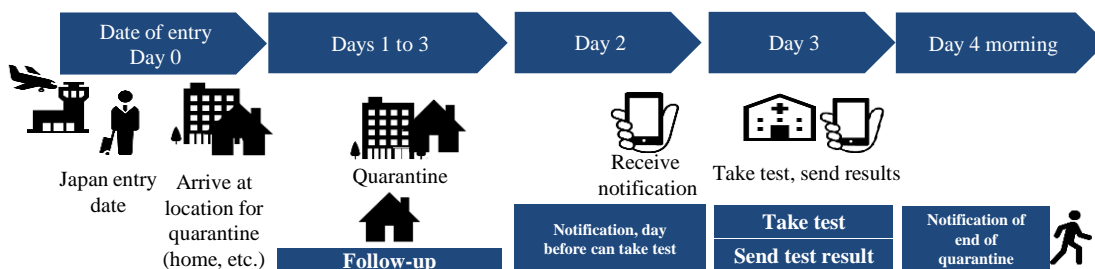 Date of entry
Day 0
Days 1 to 3
Day 2
Day 3
Day 4 morning
Japan entry
date
Arrive at
location for
quarantine
(home, etc.)
Quarantine
Follow-up
Receive
notification
Notification, day
before can take test
Take test, send results
Take test
Send test result
Notification of
end of
quarantine